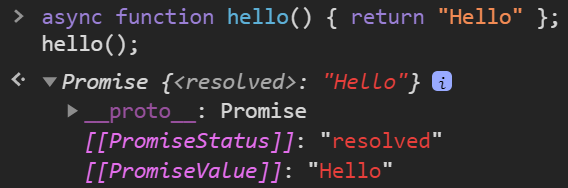 > async function hello() { return "Hello" };
hello();
Promise {<resolved>: "Hello"} i
__proto__: Promise
[[PromiseStatus]]: "resolved"
[[PromiseValue]]: "Hello"